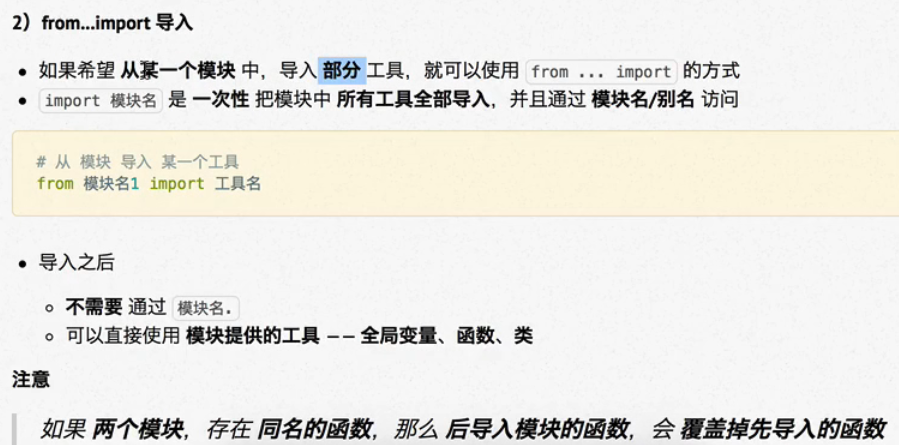 2）from...import 导入
如果希望 从某一个模块 中，导入 部分 工具，就可以使用 from ... import 的方式
import 模块名 是 一次性 把模块中 所有工具全部导入，并且通过 模块名/别名 访问
# 从 模块 导入 某一个工具
from 模块名1 import 工具名
导入之后
不需要 通过 模块名.
可以直接使用 模块提供的工具 —— 全局变量、函数、类
注意
如果 两个模块，存在 同名的函数，那么 后导入模块的函数，会 覆盖掉先导入的函数